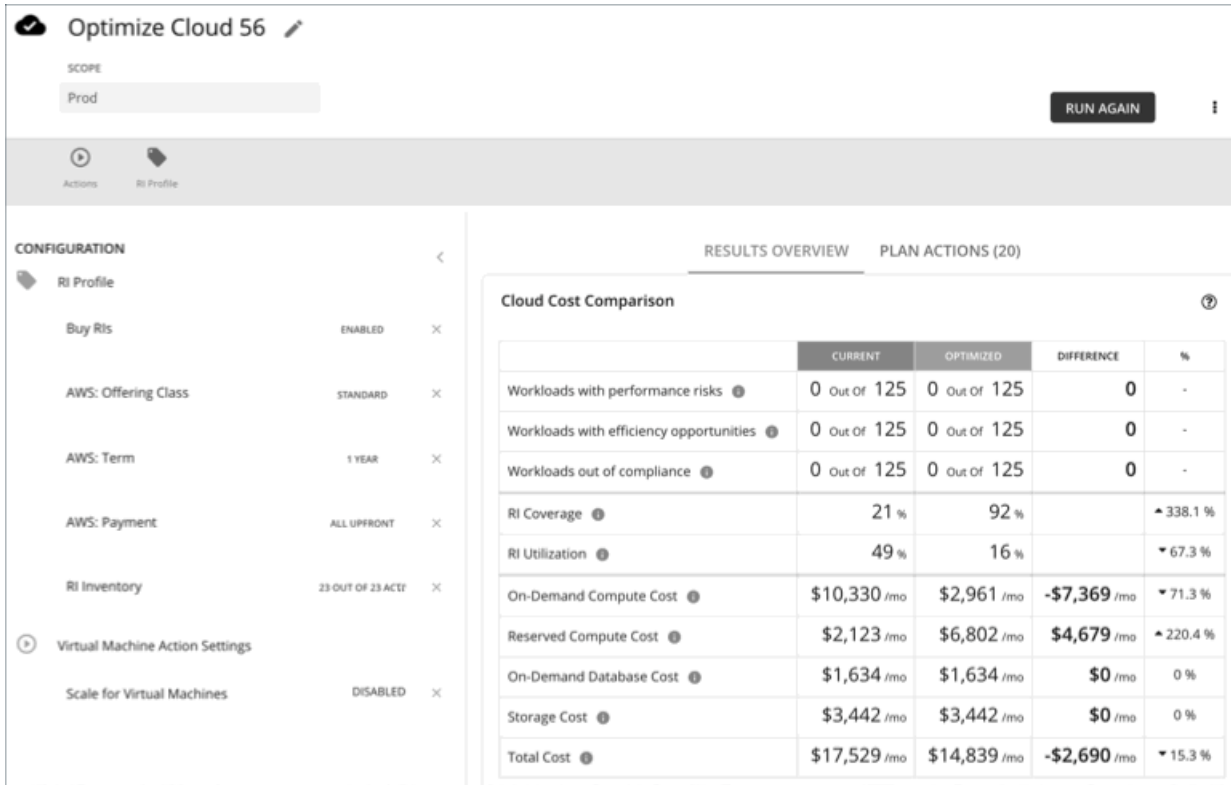 Optimize Cloud 56
SCOPE
Prod
RUN AGAIN
Actions
RI Profile
CONFIGURATION
RI Profile
Buy RIs ENABLED
AWS: Offering Class STANDARD
AWS: Term 1 YEAR
AWS: Payment ALL UPFRONT
RI Inventory 23 OUT OF 23
Virtual Machine Action Settings
Scale for Virtual Machines DISABLED
RESULTS OVERVIEW PLAN ACTIONS (20)
Cloud Cost Comparison
CURRENT OPTIMIZED DIFFERENCE %
Workloads with performance risks 0 Out Of 125 0 Out Of 125 0 -
Workloads with efficiency opportunities 0 Out Of 125 0 Out Of 125 0 -
Workloads out of compliance 0 Out Of 125 0 Out Of 125 0 -
RI Coverage 21 % 92 % 338.1 %
RI Utilization 49 % 16 % 67.3 %
On-Demand Compute Cost $10,330 /mo $2,961 /mo -$7,369 /mo 71.3 %
Reserved Compute Cost $2,123 /mo $6,802 /mo $4,679 /mo 220.4 %
On-Demand Database Cost $1,634 /mo $1,634 /mo $0 /mo 0 %
Storage Cost $3,442 /mo $3,442 /mo $0 /mo 0 %
Total Cost $17,529 /mo $14,839 /mo -$2,690 /mo 15.3 %